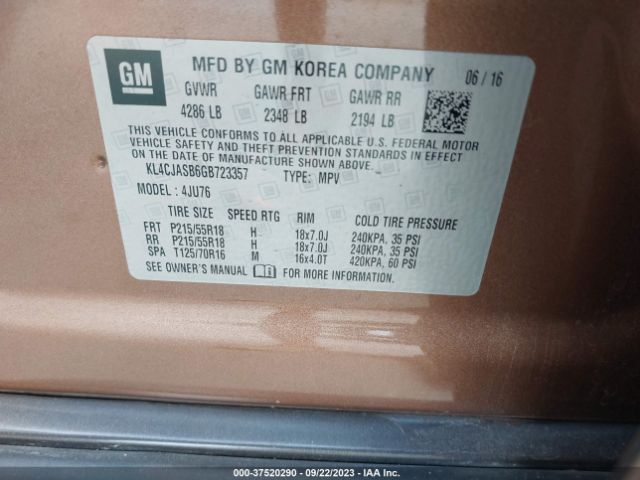 GM
MFD BY GM KOREA COMPANY 06 / 16
GVWR GAWR FRT GAWR RR
4286 LB 2348 LB 2194 LB
THIS VEHICLE CONFORMS TO ALL APPLICABLE U.S. FEDERAL MOTOR
VEHICLE SAFETY AND THEFT PREVENTION STANDARDS IN EFFECT
ON THE DATE OF MANUFACTURE SHOWN ABOVE.
KL4CJASB6GB723357 TYPE: MPV
MODEL : 4JU76
TIRE SIZE SPEED RTG RIM COLD TIRE PRESSURE
FRT P215/55R18 H 18x7.0J 240KPA, 35 PSI
RR P215/55R18 H 18x7.0J 240KPA, 35 PSI
SPA T125/70R16 M 16x4.0T 420KPA, 60 PSI
SEE OWNER'S MANUAL FOR MORE INFORMATION.
000-37520290 - 09/22/2023 - IAA Inc.